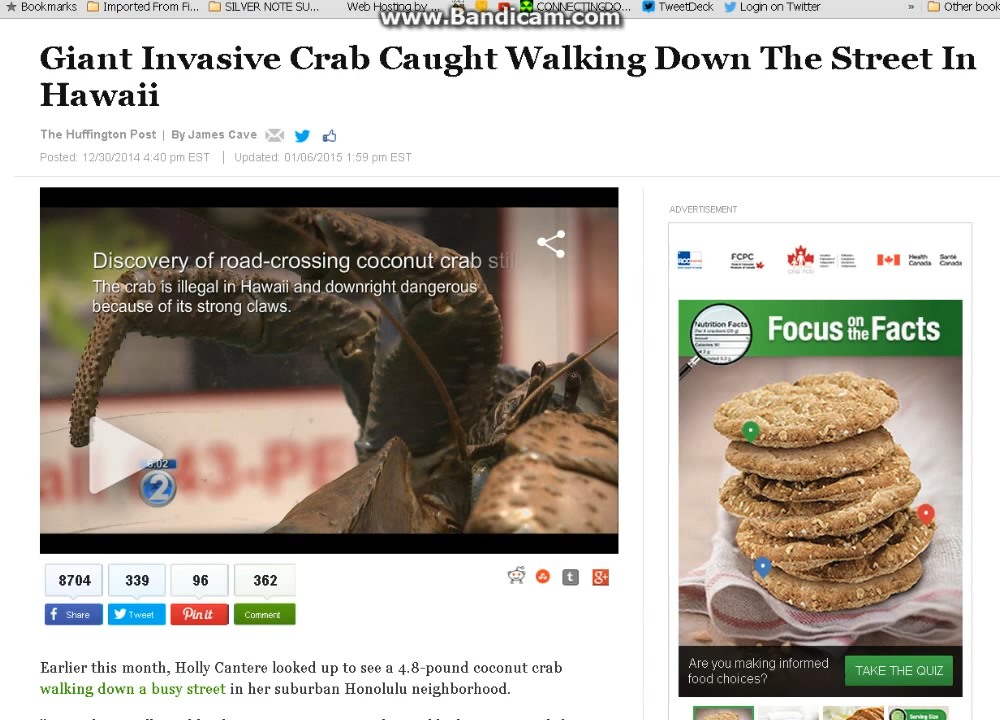 Bookmarks Imported From Fi... SILVER NOTE SU... Web Hosting by ... CONNECTINGDO... TweetDeck Login on Twitter » Other book
www.Bandicam.com
Giant Invasive Crab Caught Walking Down The Street In
Hawaii
The Huffington Post | By James Cave
Posted: 12/30/2014 4:40 pm EST | Updated: 01/06/2015 1:59 pm EST
Discovery of road-crossing coconut crab still
The crab is illegal in Hawaii and downright dangerous
because of its strong claws.
43-PE
6:02
2
8704 339 96 362
f Share Tweet Pin it Comment
t g+
Earlier this month, Holly Cantere looked up to see a 4.8-pound coconut crab
walking down a busy street in her suburban Honolulu neighborhood.
ADVERTISEMENT
FCPC
Health Canada Santé Canada
Nutrition Facts
Focus on the Facts
Are you making informed
food choices?
TAKE THE QUIZ
Serving Size